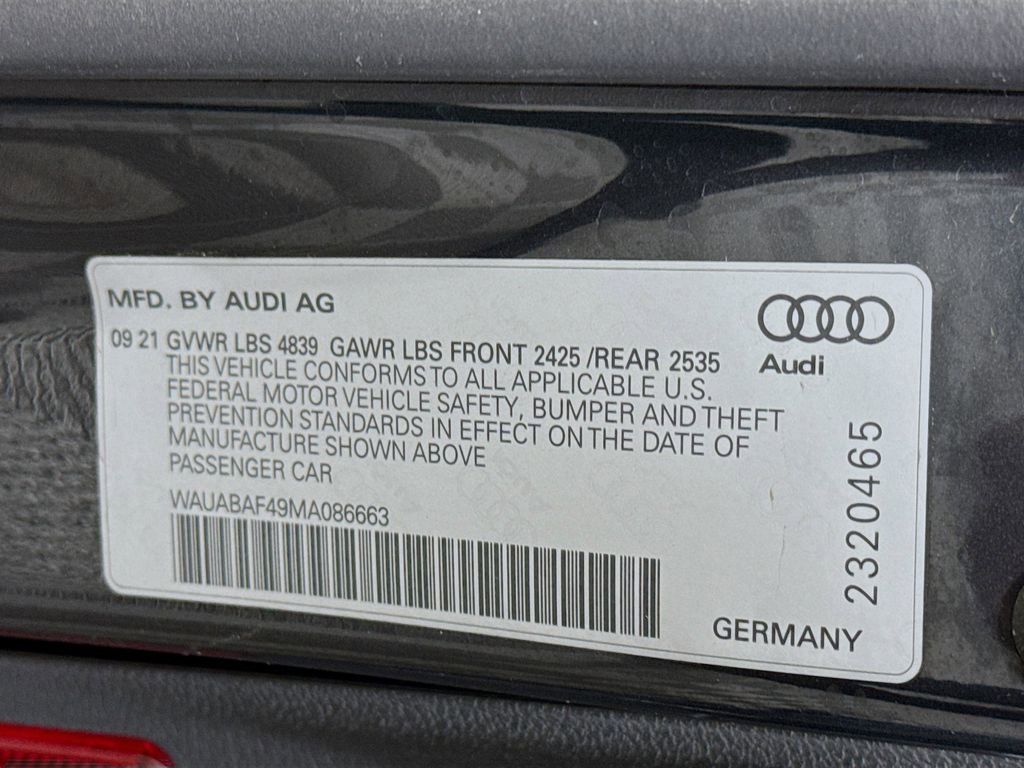 MFD. BY AUDI AG
09 21 GVWR LBS 4839 GAWR LBS FRONT 2425 /REAR 2535
THIS VEHICLE CONFORMS TO ALL APPLICABLE U.S.
FEDERAL MOTOR VEHICLE SAFETY, BUMPER AND THEFT
PREVENTION STANDARDS IN EFFECT ON THE DATE OF
MANUFACTURE SHOWN ABOVE
PASSENGER CAR
WAUABAF49MA086663
Audi
2320465
GERMANY